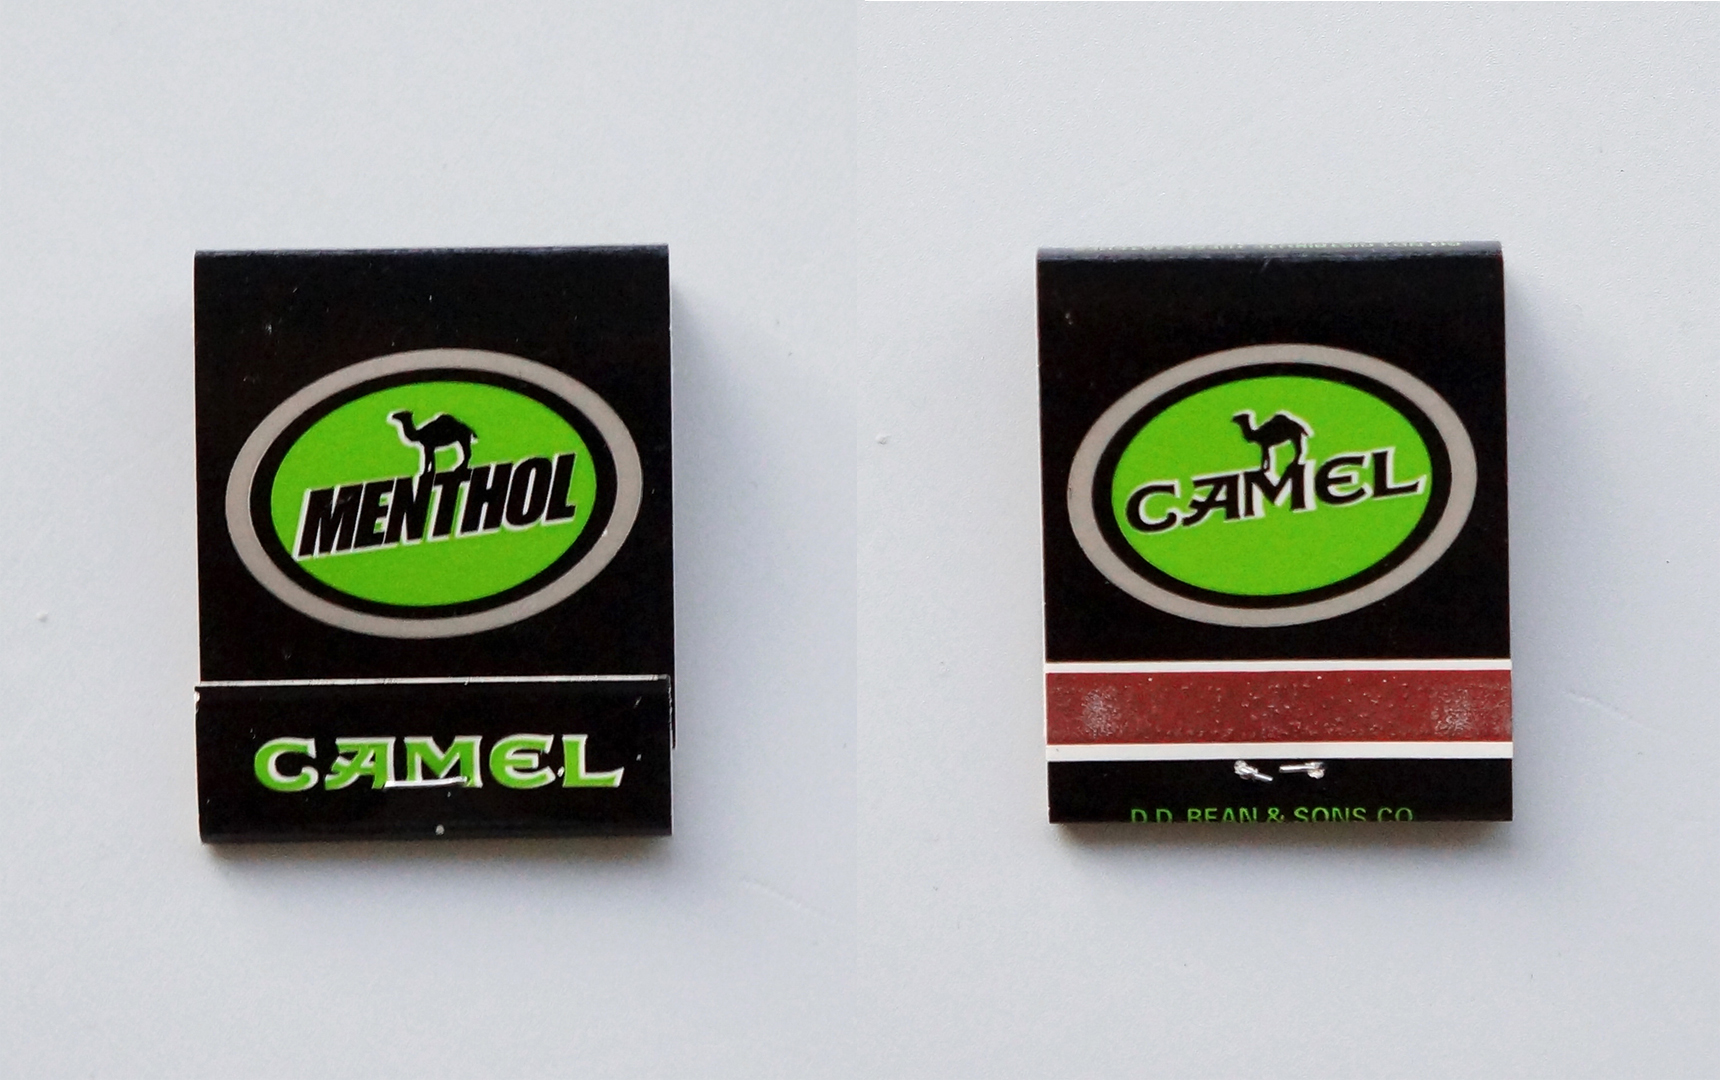 MENTHOL
CAMEL
CAMEL
D.D. BEAN & SONS CO.